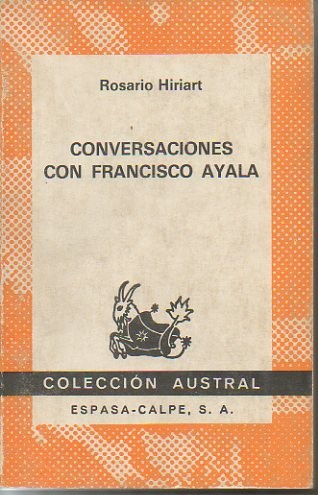 Rosario Hiriart
CONVERSACIONES
CON FRANCISCO AYALA
COLECCIÓN AUSTRAL
ESPASA-CALPE, S. A.